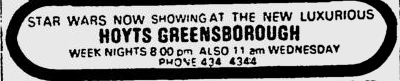 STAR WARS NOW SHOWING AT THE NEW LUXURIOUS
HOYTS GREENSBOROUGH
WEEK NIGHTS 8 00 pm ALSO 11 am WEDNESDAY
PHONE 434 4344